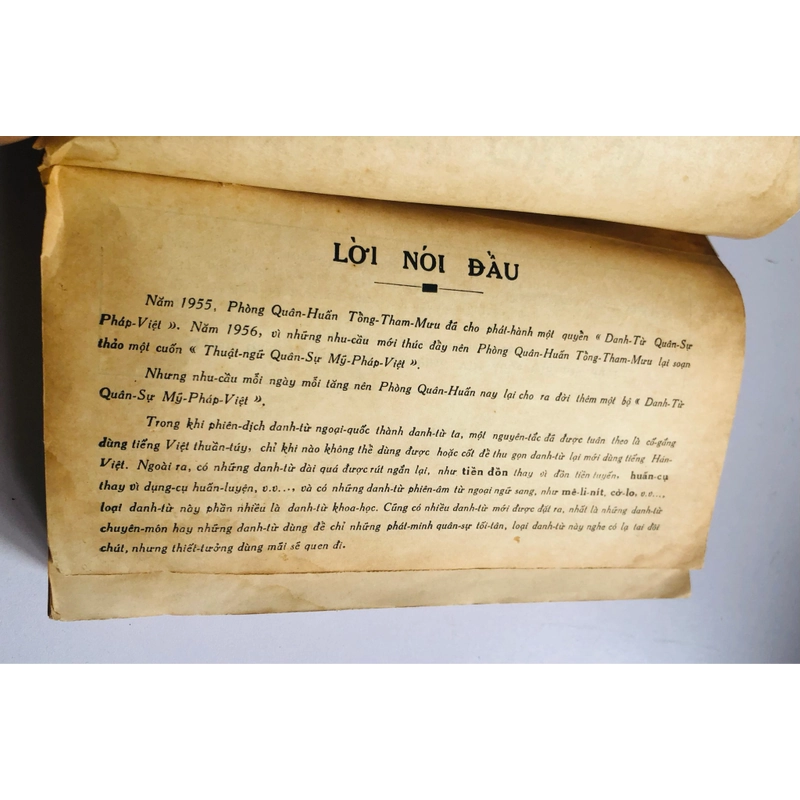 LỜI NÓI ĐẦU
Năm 1955, Phòng Quân-Huấn Tổng-Tham-Mưu đã cho phát-hành một quyển « Danh-Từ Quân-Sự
Pháp-Việt ». Năm 1956, vì những nhu-cầu mới thúc đẩy nên Phòng Quân-Huấn Tổng-Tham-Mưu lại soạn
thảo một cuốn « Thuật-ngữ Quân-Sự Mỹ-Pháp-Việt ».
Nhưng nhu-cầu mỗi ngày mỗi tăng nên Phòng Quân-Huấn nay lại cho ra đời thêm một bộ « Danh-Từ
Quân-Sự Mỹ-Pháp-Việt ».
Trong khi phiên-dịch danh-từ ngoại-quốc thành danh-từ ta, một nguyên-tắc đã được tuân theo là cố-gắng
dùng tiếng Việt thuần-túy, chỉ khi nào không thể dùng được hoặc cốt để thu gọn danh-từ lại mới dùng tiếng Hán-
Việt. Ngoài ra, có những danh-từ dài quá được rút ngắn lại, như tiền đồn thay vì đồn tiền tuyến, huấn-cụ
thay vì dụng-cụ huấn-luyện, v.v..., và có những danh-từ phiên-âm từ ngoại ngữ sang, như mê-li-nít, cờ-lo, v.v...,
loại danh-từ này phần nhiều là danh-từ khoa-học. Cũng có nhiều danh-từ mới được đặt ra, nhất là những danh-từ
chuyên-môn hay những danh-từ dùng để chỉ những phát-minh quân-sự tối-tân, loại danh-từ này nghe có lạ tai đôi
chút, nhưng thiết-tưởng dùng mãi sẽ quen đi.